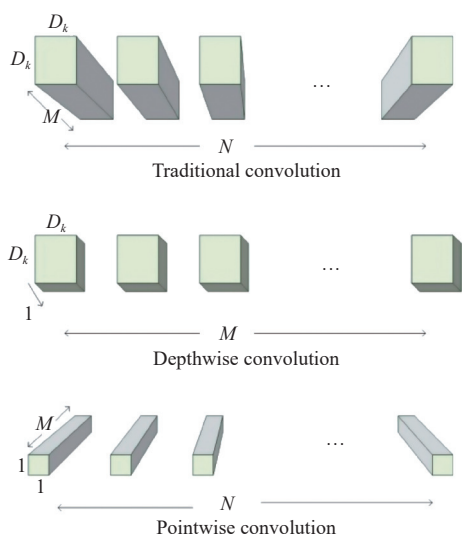 D_k
D_k
M
...
N
Traditional convolution
D_k
D_k
1
...
M
Depthwise convolution
M
1
1
...
N
Pointwise convolution